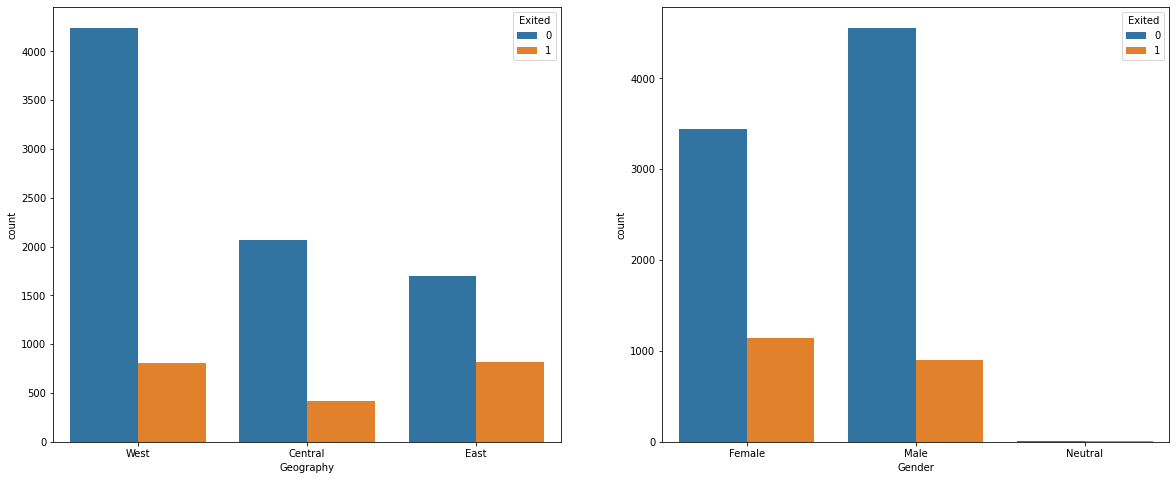 Exited
0
1
4000
3500
3000
2500
2000
1500
1000
500
0
count
West Central East
Geography
Exited
0
1
4000
3000
2000
1000
0
count
Female Male Neutral
Gender